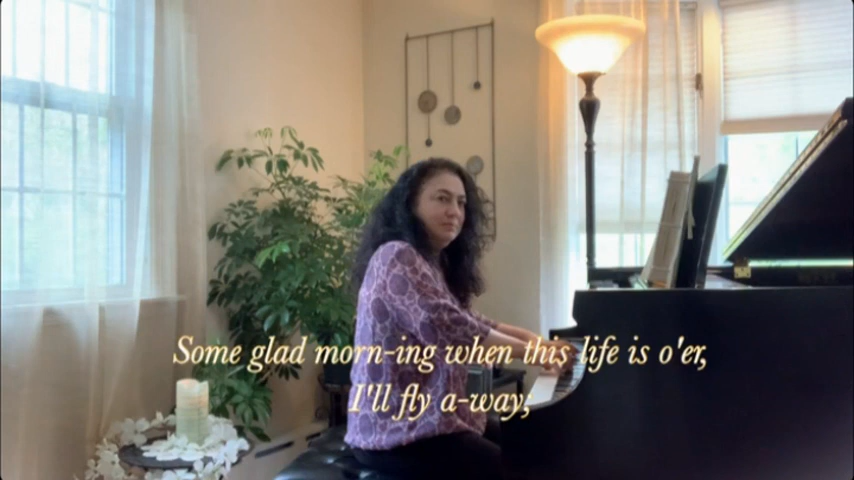 Some glad morn-ing when this life is o'er,
I'll fly a-way;